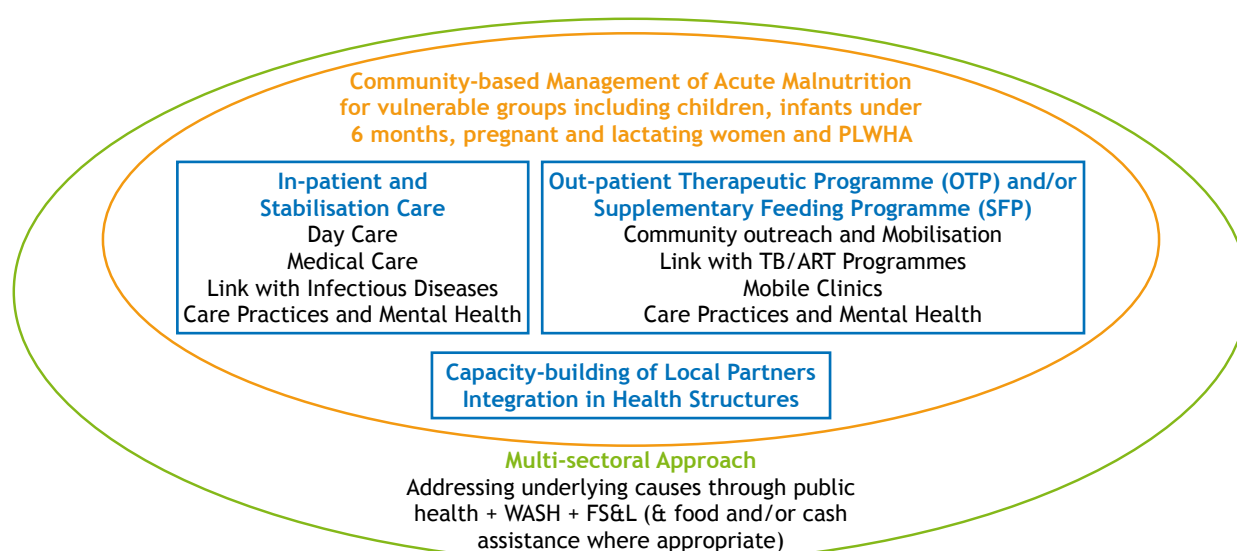 Community-based Management of Acute Malnutrition
for vulnerable groups including children, infants under
6 months, pregnant and lactating women and PLWHA
In-patient and
Stabilisation Care
Day Care
Medical Care
Link with Infectious Diseases
Care Practices and Mental Health
Out-patient Therapeutic Programme (OTP) and/or
Supplementary Feeding Programme (SFP)
Community outreach and Mobilisation
Link with TB/ART Programmes
Mobile Clinics
Care Practices and Mental Health
Capacity-building of Local Partners
Integration in Health Structures
Multi-sectoral Approach
Addressing underlying causes through public
health + WASH + FS&L (& food and/or cash
assistance where appropriate)